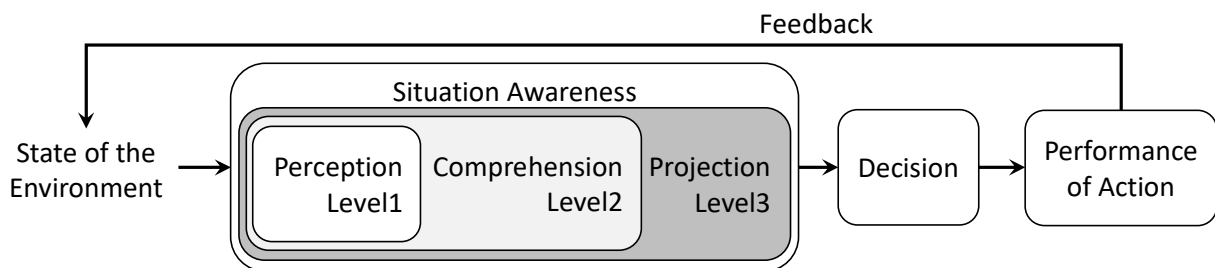 Feedback
Situation Awareness
State of the
Environment
Perception
Level1
Comprehension
Level2
Projection
Level3
Decision
Performance
of Action